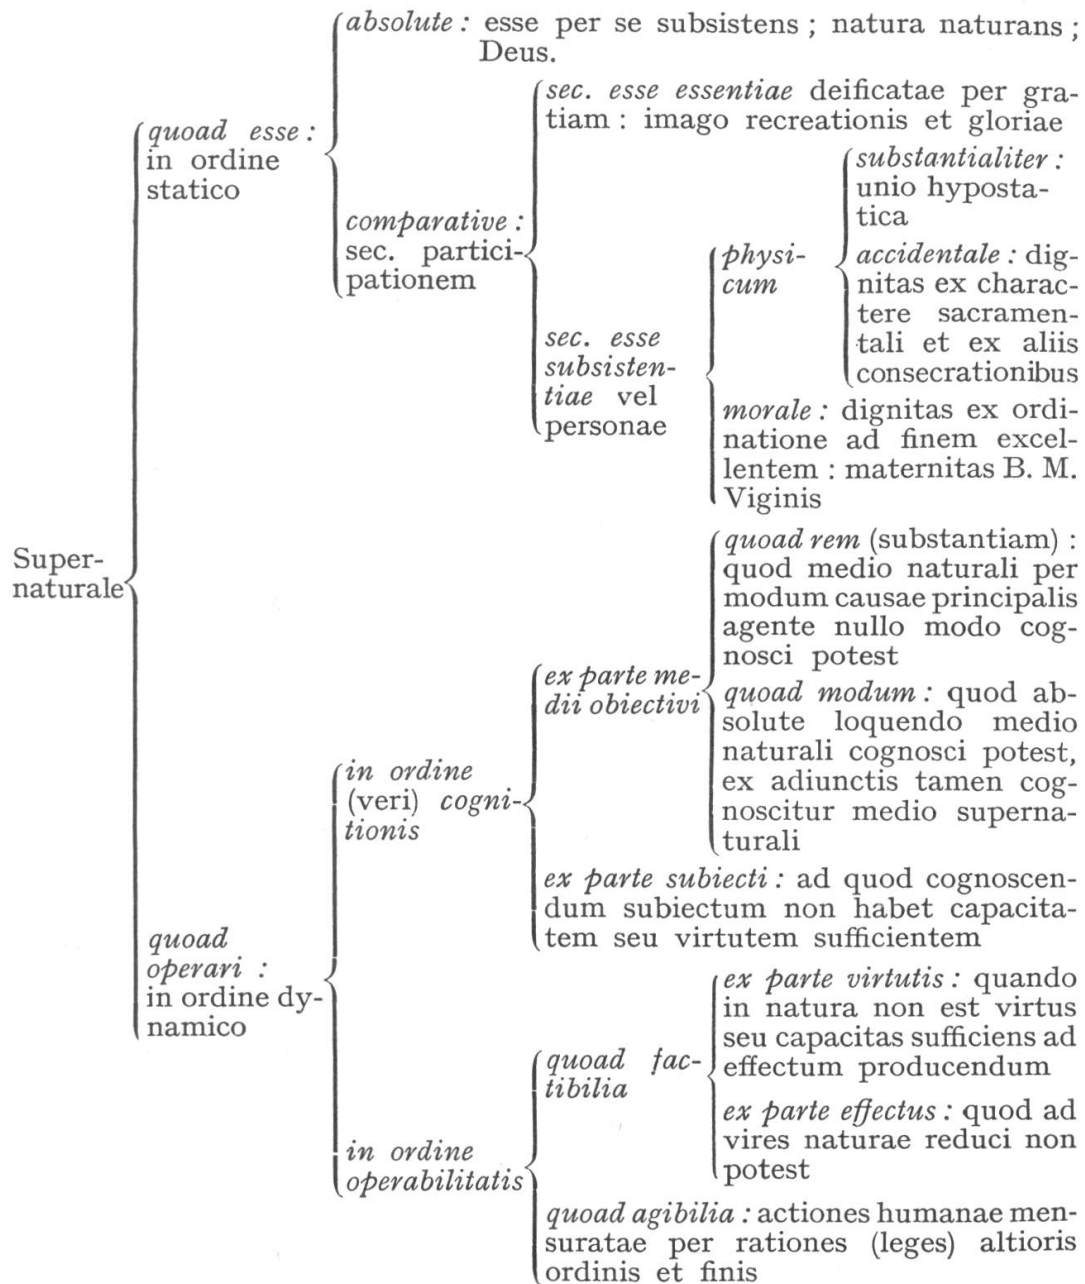 absolute : esse per se subsistens ; natura naturans ;
Deus.
quoad esse :
in ordine
statico
sec. esse essentiae deificatae per gra-
tiam : imago recreationis et gloriae
comparative :
sec. partici-
pationem
substantialiter :
unio hyposta-
tica
physi-
cum
accidentale : dig-
nitas ex charac-
tere sacramen-
tali et ex aliis
consecrationibus
sec. esse
subsisten-
tiae vel
personae
morale : dignitas ex ordi-
natione ad finem excel-
lentem : maternitas B. M.
Viginis
Super-
naturale
quoad rem (substantiam) :
quod medio naturali per
modum causae principalis
agente nullo modo cog-
nosci potest
ex parte me-
dii obiectivi
quoad modum : quod ab-
solute loquendo medio
naturali cognosci potest,
ex adiunctis tamen cog-
noscitur medio superna-
turali
in ordine
(veri) cogni-
tionis
ex parte subiecti : ad quod cognoscen-
dum subiectum non habet capacita-
tem seu virtutem sufficientem
quoad
operari :
in ordine dy-
namico
ex parte virtutis : quando
in natura non est virtus
seu capacitas sufficiens ad
effectum producendum
quoad fac-
tibilia
ex parte effectus : quod ad
vires naturae reduci non
potest
in ordine
operabilitatis
quoad agibilia : actiones humanae men-
suratae per rationes (leges) altioris
ordinis et finis